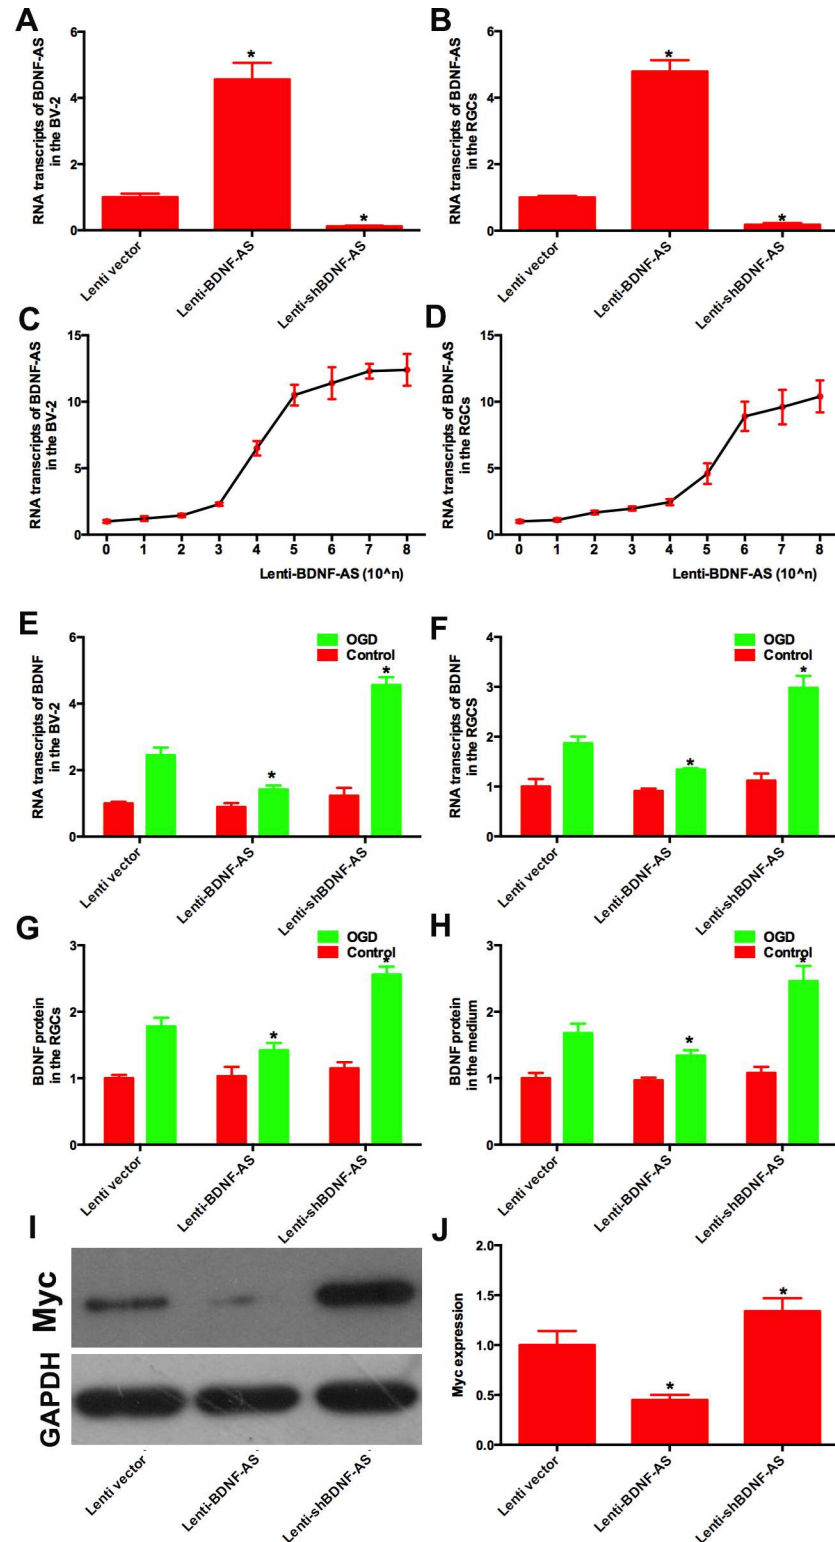 A
RNA transcripts of BDNF-AS
in the BV-2
6
4
2
0
*
*
Lenti vector
Lenti-BDNF-AS
Lenti-shBDNF-AS
B
RNA transcripts of BDNF-AS
in the RGCs
6
4
2
0
*
*
Lenti vector
Lenti-BDNF-AS
Lenti-shBDNF-AS
C
RNA transcripts of BDNF-AS
in the BV-2
15
10
5
0
0 1 2 3 4 5 6 7 8
Lenti-BDNF-AS (10^n)
D
RNA transcripts of BDNF-AS
in the RGCs
15
10
5
0
0 1 2 3 4 5 6 7 8
Lenti-BDNF-AS (10^n)
E
RNA transcripts of BDNF
in the BV-2
6
4
2
0
OGD
Control
*
*
Lenti vector
Lenti-BDNF-AS
Lenti-shBDNF-AS
F
RNA transcripts of BDNF
in the RGCS
4
3
2
1
0
OGD
Control
*
*
Lenti vector
Lenti-BDNF-AS
Lenti-shBDNF-AS
G
BDNF protein
in the RGCs
3
2
1
0
OGD
Control
*
*
Lenti vector
Lenti-BDNF-AS
Lenti-shBDNF-AS
H
BDNF protein
in the medium
3
2
1
0
OGD
Control
*
*
Lenti vector
Lenti-BDNF-AS
Lenti-shBDNF-AS
I
Myc
GAPDH
Lenti vector
Lenti-BDNF-AS
Lenti-shBDNF-AS
J
Myc expression
2.0
1.5
1.0
0.5
0.0
*
*
Lenti vector
Lenti-BDNF-AS
Lenti-shBDNF-AS